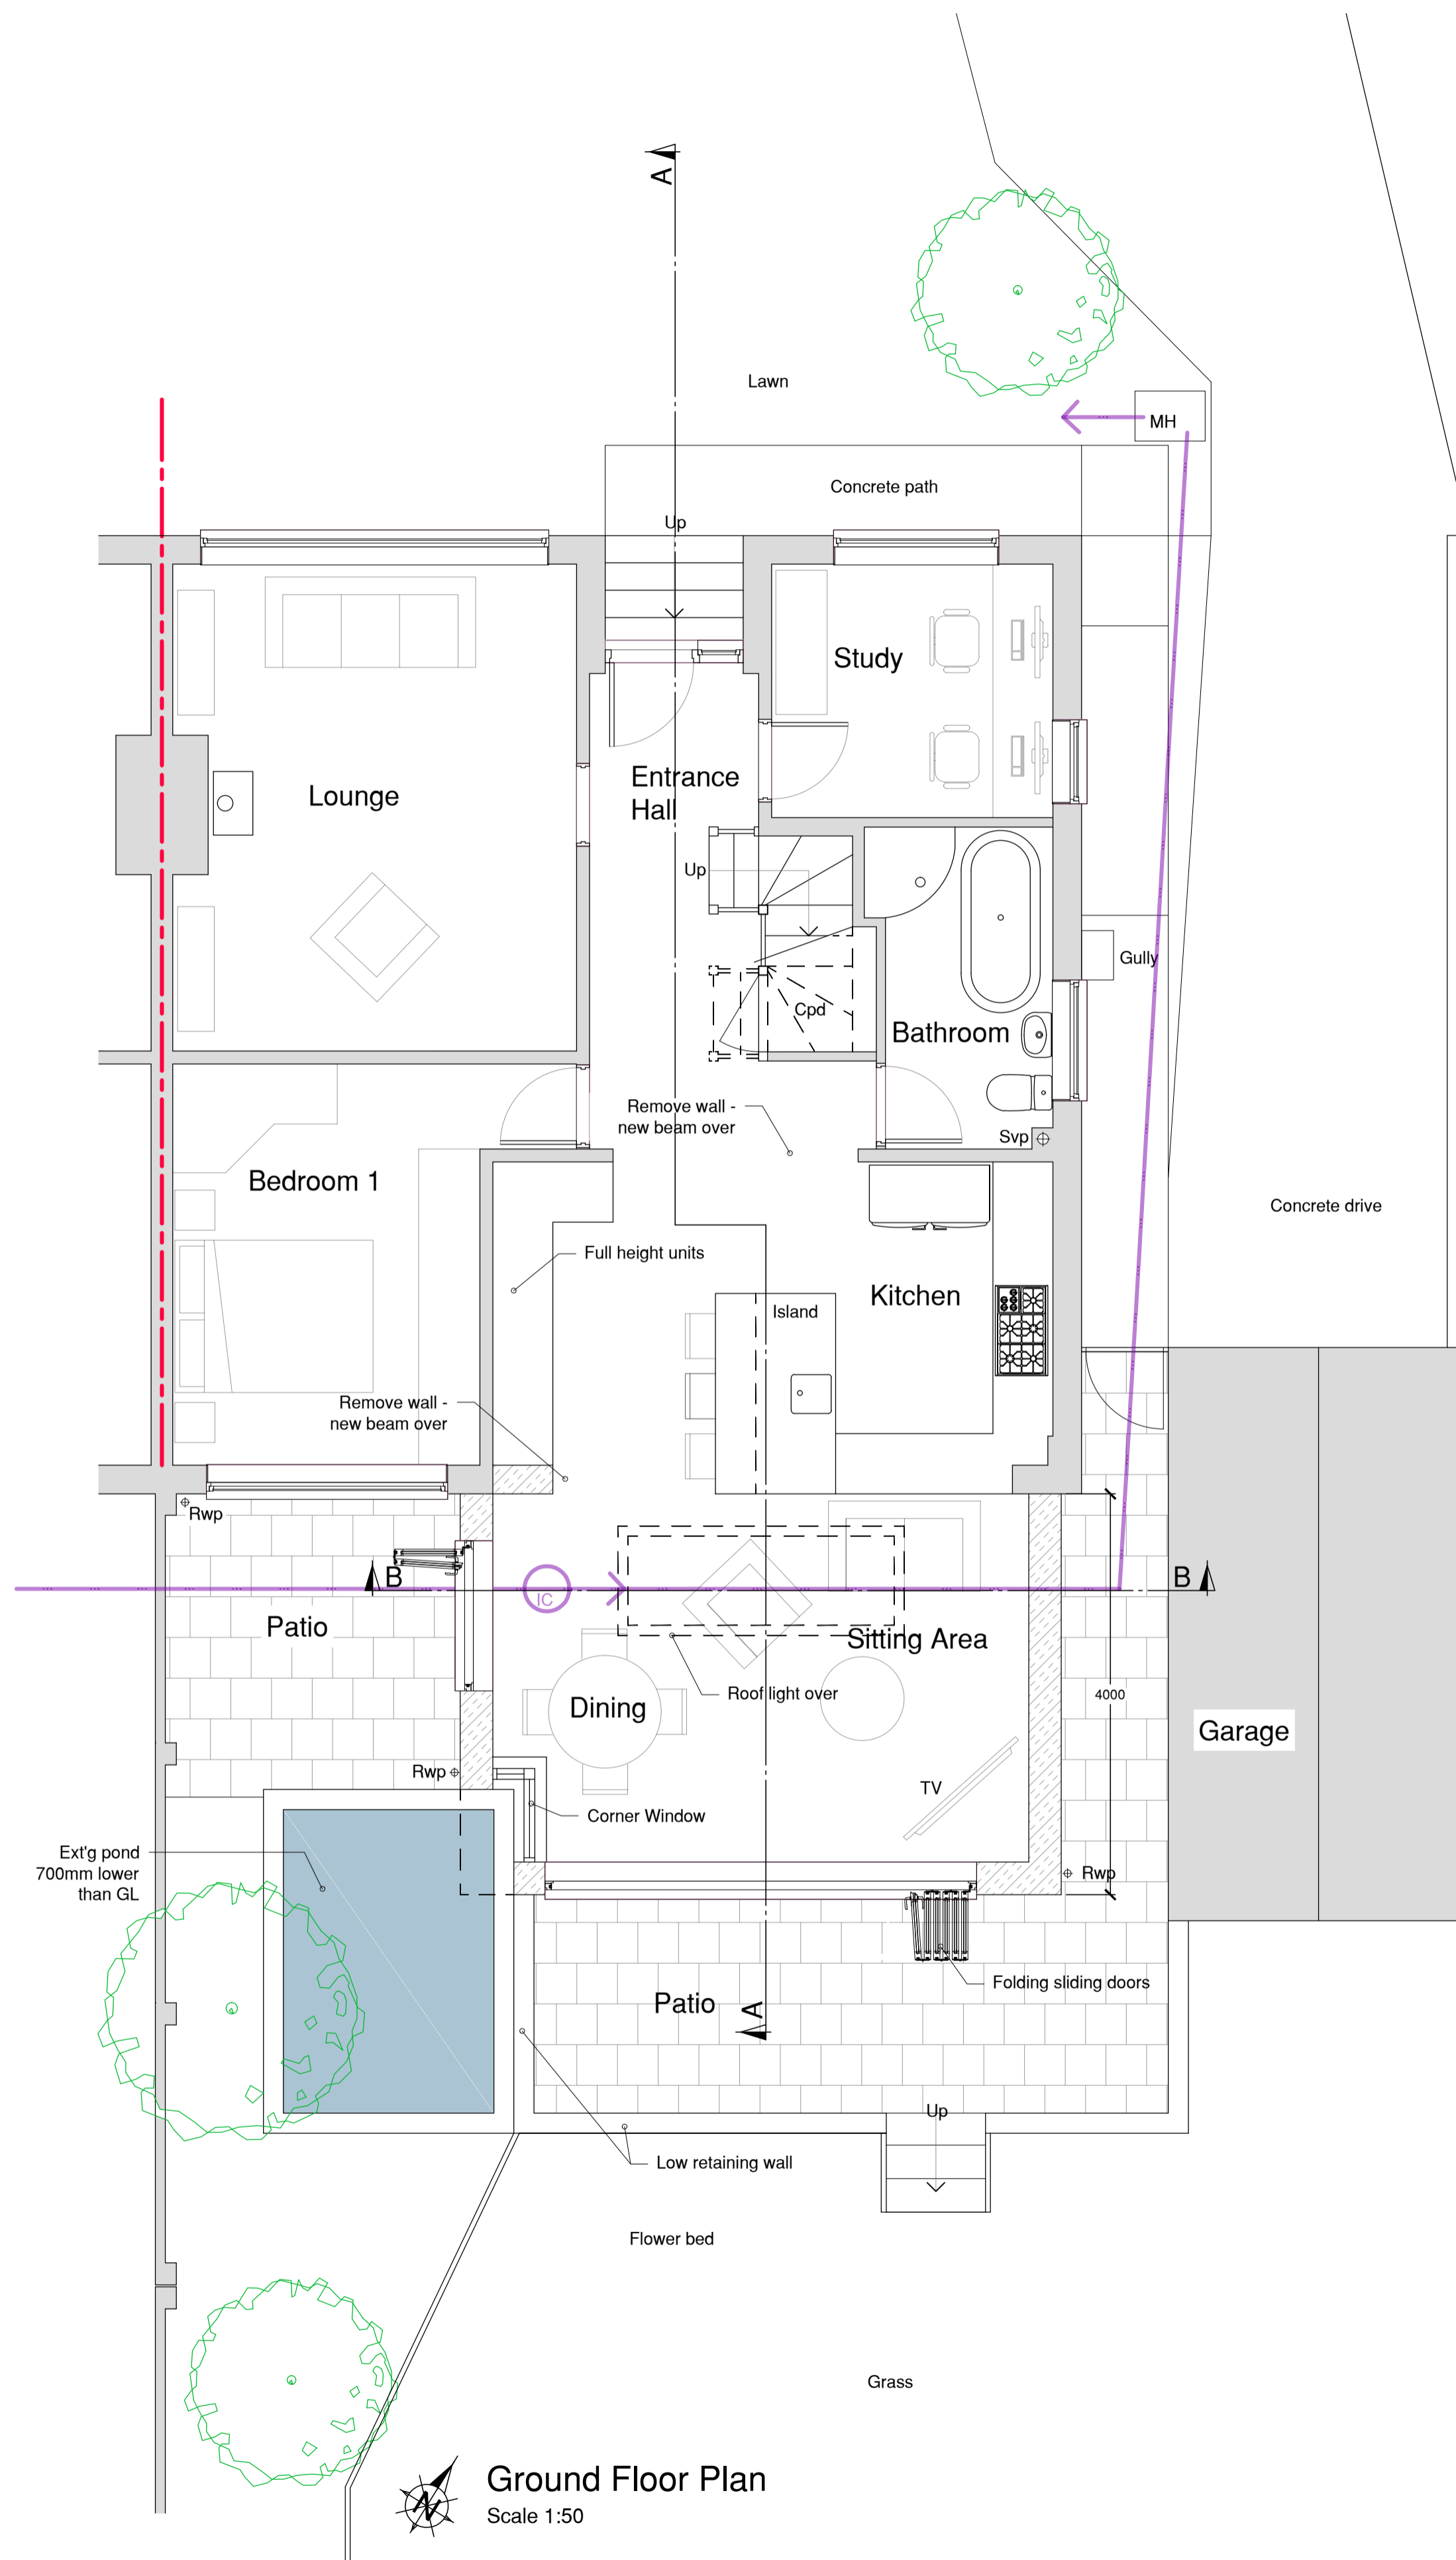 A
Lawn
MH
Concrete path
Up
Study
Entrance
Hall
Lounge
Up
Gully
Cpd
Bathroom
Remove wall -
new beam over
Svp
Bedroom 1
Concrete drive
Full height units
Kitchen
Island
Remove wall -
new beam over
Rwp
B
B
IC
Patio
Sitting Area
Roof light over
4000
Dining
Garage
Rwp
TV
Corner Window
Ext'g pond
700mm lower
than GL
Rwp
Folding sliding doors
Patio
A
Up
Low retaining wall
Flower bed
Grass
N
Ground Floor Plan
Scale 1:50